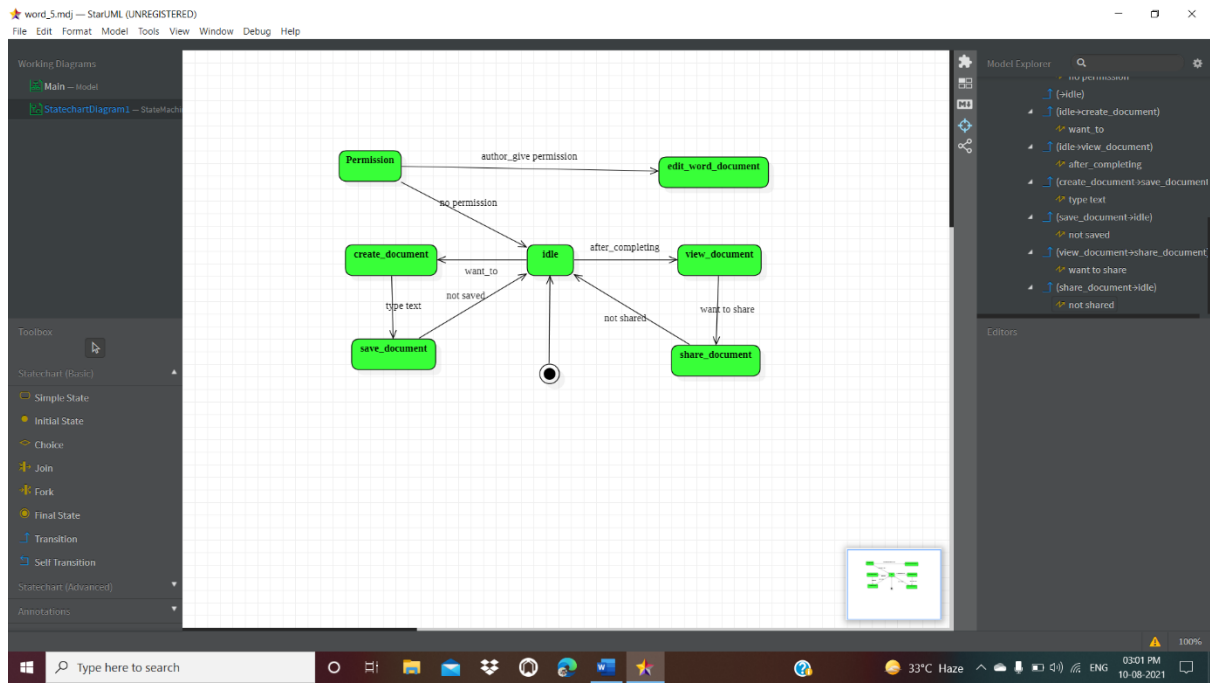 word_5.mdj — StarUML (UNREGISTERED)
File Edit Format Model Tools View Window Debug Help
Working Diagrams
Main — Model
StatechartDiagram1 — StateMachi
Toolbox
Statechart (Basic)
Simple State
Initial State
Choice
Join
Fork
Final State
Transition
Self Transition
Statechart (Advanced)
Annotations
Permission
author_give permission
edit_word_document
no permission
create_document
idle
after_completing
view_document
want_to
not saved
type text
not shared
want to share
save_document
share_document
Model Explorer
no permission
(→idle)
(idle→create_document)
want_to
(idle→view_document)
after_completing
(create_document→save_document
type text
(save_document→idle)
not saved
(view_document→share_document
want to share
(share_document→idle)
not shared
Editors
100%
Type here to search
33°C Haze
ENG
03:01 PM
10-08-2021